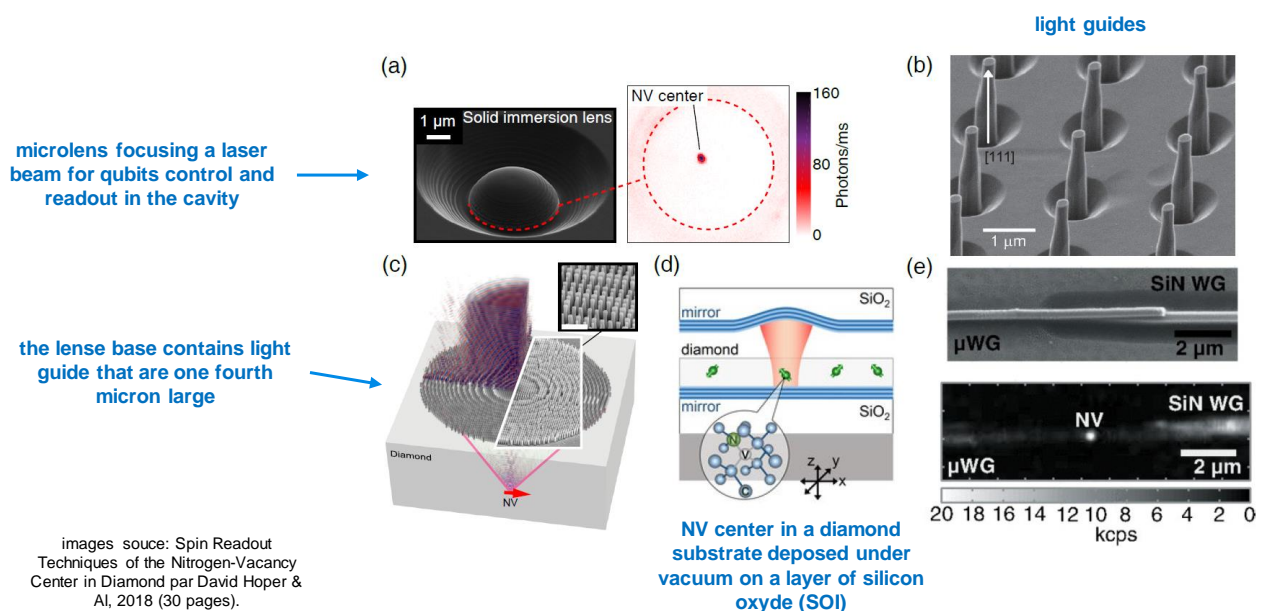 light guides
(a)
1 µm
Solid immersion lens
NV center
160
80
0
Photons/ms
(b)
[111]
1 µm
microlens focusing a laser
beam for qubits control and
readout in the cavity
(c)
Diamond
NV
the lense base contains light
guide that are one fourth
micron large
(d)
SiO2
mirror
diamond
mirror
SiO2
N
V
C
z
y
x
NV center in a diamond
substrate deposed under
vacuum on a layer of silicon
oxyde (SOI)
(e)
SiN WG
µWG
2 µm
SiN WG
NV
µWG
2 µm
20 18 16 14 12 10 8 6 4 2 0
kcps
images souce: Spin Readout
Techniques of the Nitrogen-Vacancy
Center in Diamond par David Hoper &
Al, 2018 (30 pages).